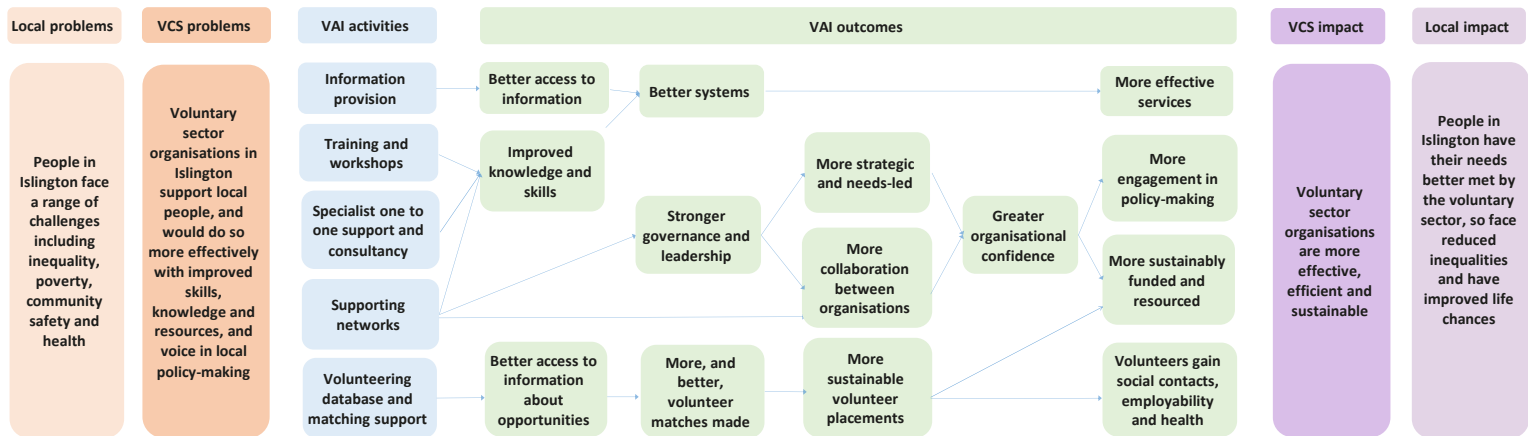 Local problems
VCS problems
VAI activities
VAI outcomes
VCS impact
Local impact
People in
Islington face
a range of
challenges
including
inequality,
poverty,
community
safety and
health
Voluntary
sector
organisations in
Islington
support local
people, and
would do so
more effectively
with improved
skills,
knowledge and
resources, and
voice in local
policy-making
Information
provision
Training and
workshops
Specialist one to
one support and
consultancy
Supporting
networks
Volunteering
database and
matching support
Better access to
information
Improved
knowledge and
skills
Better access to
information
about
opportunities
Better systems
Stronger
governance and
leadership
More, and
better,
volunteer
matches made
More strategic
and needs-led
More
collaboration
between
organisations
More
sustainable
volunteer
placements
Greater
organisational
confidence
More effective
services
More
engagement in
policy-making
More sustainably
funded and
resourced
Volunteers gain
social contacts,
employability
and health
Voluntary
sector
organisations
are more
effective,
efficient and
sustainable
People in
Islington have
their needs
better met by
the voluntary
sector, so face
reduced
inequalities
and have
improved life
chances